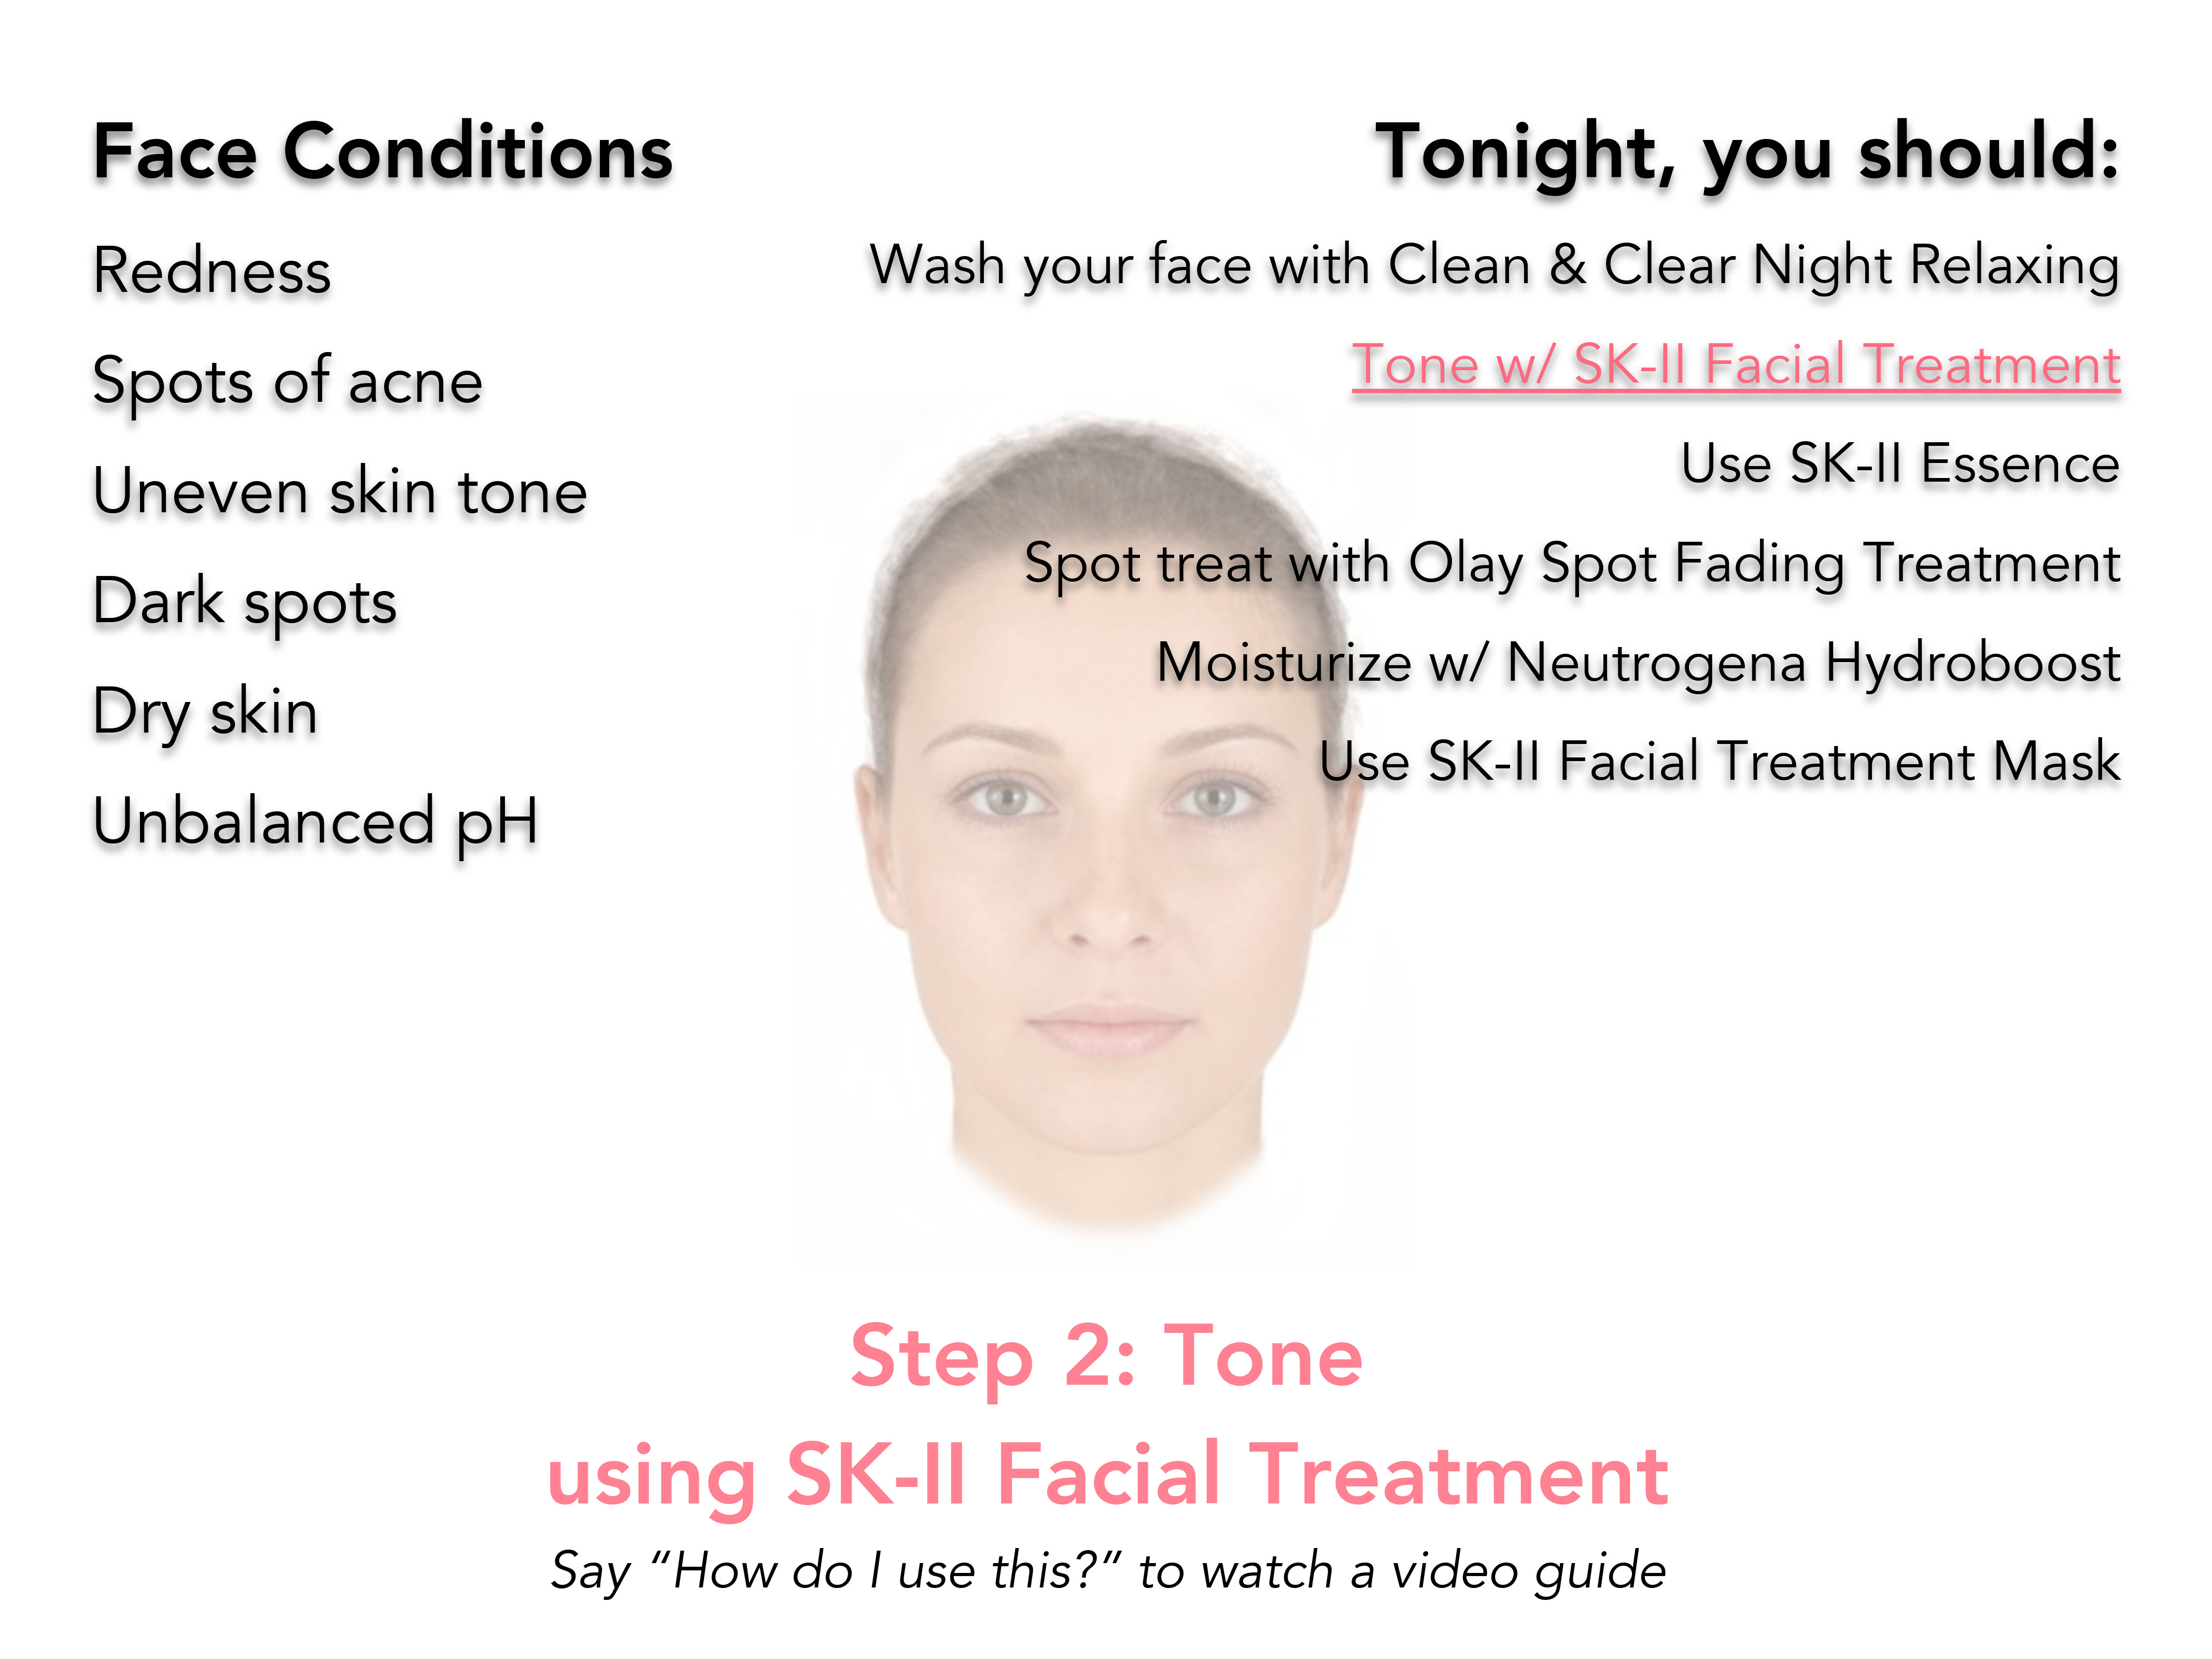 Face Conditions
Redness
Spots of acne
Uneven skin tone
Dark spots
Dry skin
Unbalanced pH
Tonight, you should:
Wash your face with Clean & Clear Night Relaxing
Tone w/ SK-II Facial Treatment
Use SK-II Essence
Spot treat with Olay Spot Fading Treatment
Moisturize w/ Neutrogena Hydroboost
Use SK-II Facial Treatment Mask
Step 2: Tone
using SK-II Facial Treatment
Say “How do I use this?” to watch a video guide